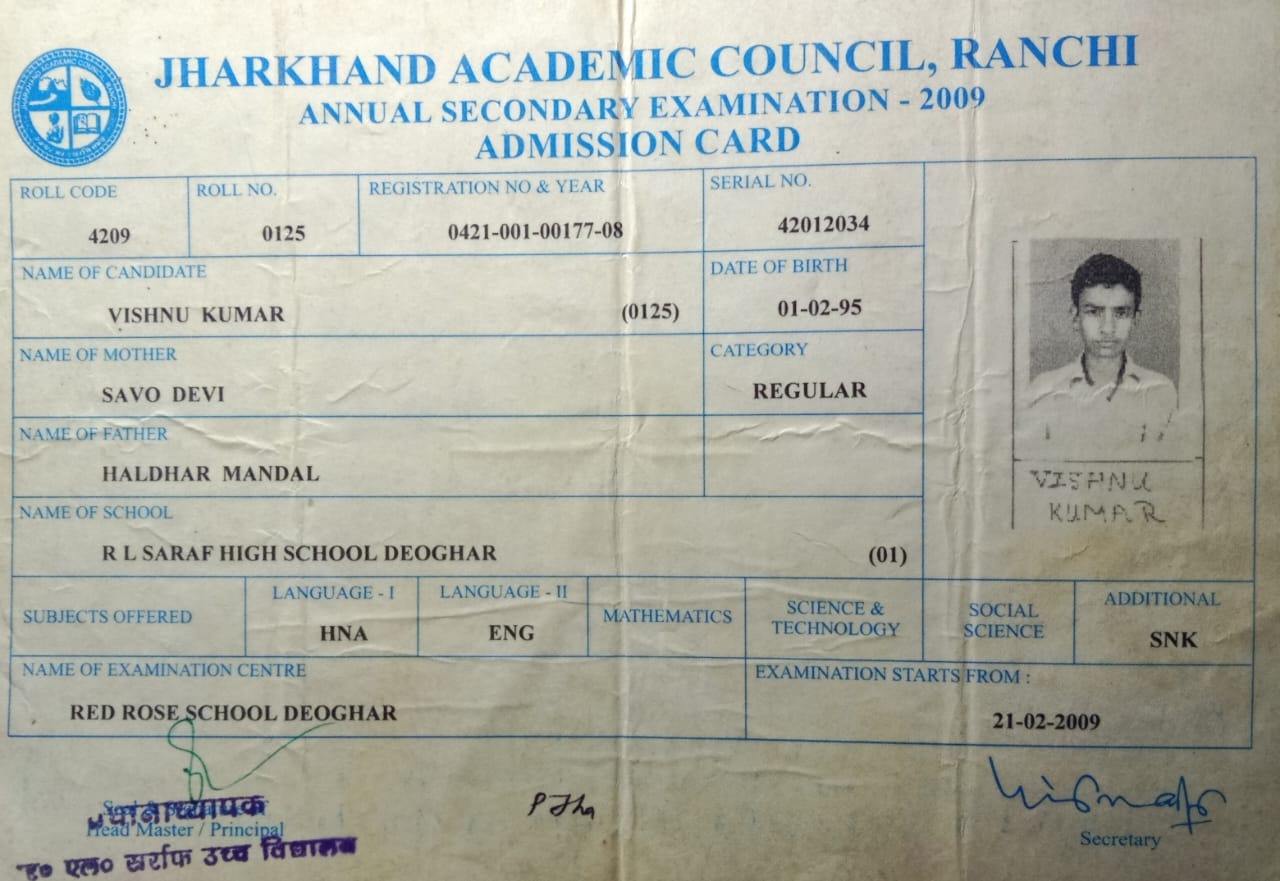 JHARKHAND ACADEMIC COUNCIL, RANCHI
ANNUAL SECONDARY EXAMINATION - 2009
ADMISSION CARD
ROLL CODE
4209
ROLL NO.
0125
REGISTRATION NO & YEAR
0421-001-00177-08
SERIAL NO.
42012034
NAME OF CANDIDATE
VISHNU KUMAR (0125)
DATE OF BIRTH
01-02-95
NAME OF MOTHER
SAVO DEVI
CATEGORY
REGULAR
NAME OF FATHER
HALDHAR MANDAL
VISHNU
KUMAR
NAME OF SCHOOL
R L SARAF HIGH SCHOOL DEOGHAR (01)
SUBJECTS OFFERED
LANGUAGE - I
HNA
LANGUAGE - II
ENG
MATHEMATICS
SCIENCE &
TECHNOLOGY
SOCIAL
SCIENCE
ADDITIONAL
SNK
NAME OF EXAMINATION CENTRE
RED ROSE SCHOOL DEOGHAR
EXAMINATION STARTS FROM :
21-02-2009
P Jha
प्रधानाध्यापक
Head Master / Principal
एल० सर्राफ उच्च विद्यालय
Secretary